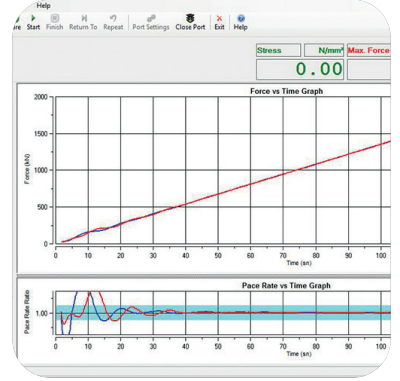 Help
Start Finish Return To Repeat Port Settings Close Port Exit Help
Stress N/mm² Max. Force
0.00
Force vs Time Graph
2000
1500
1000
500
0
Force (kN)
0 10 20 30 40 50 60 70 80 90 100
Time (sn)
Pace Rate vs Time Graph
Pace Rate Ratio
1.00
0 10 20 30 40 50 60 70 80 90 100
Time (sn)